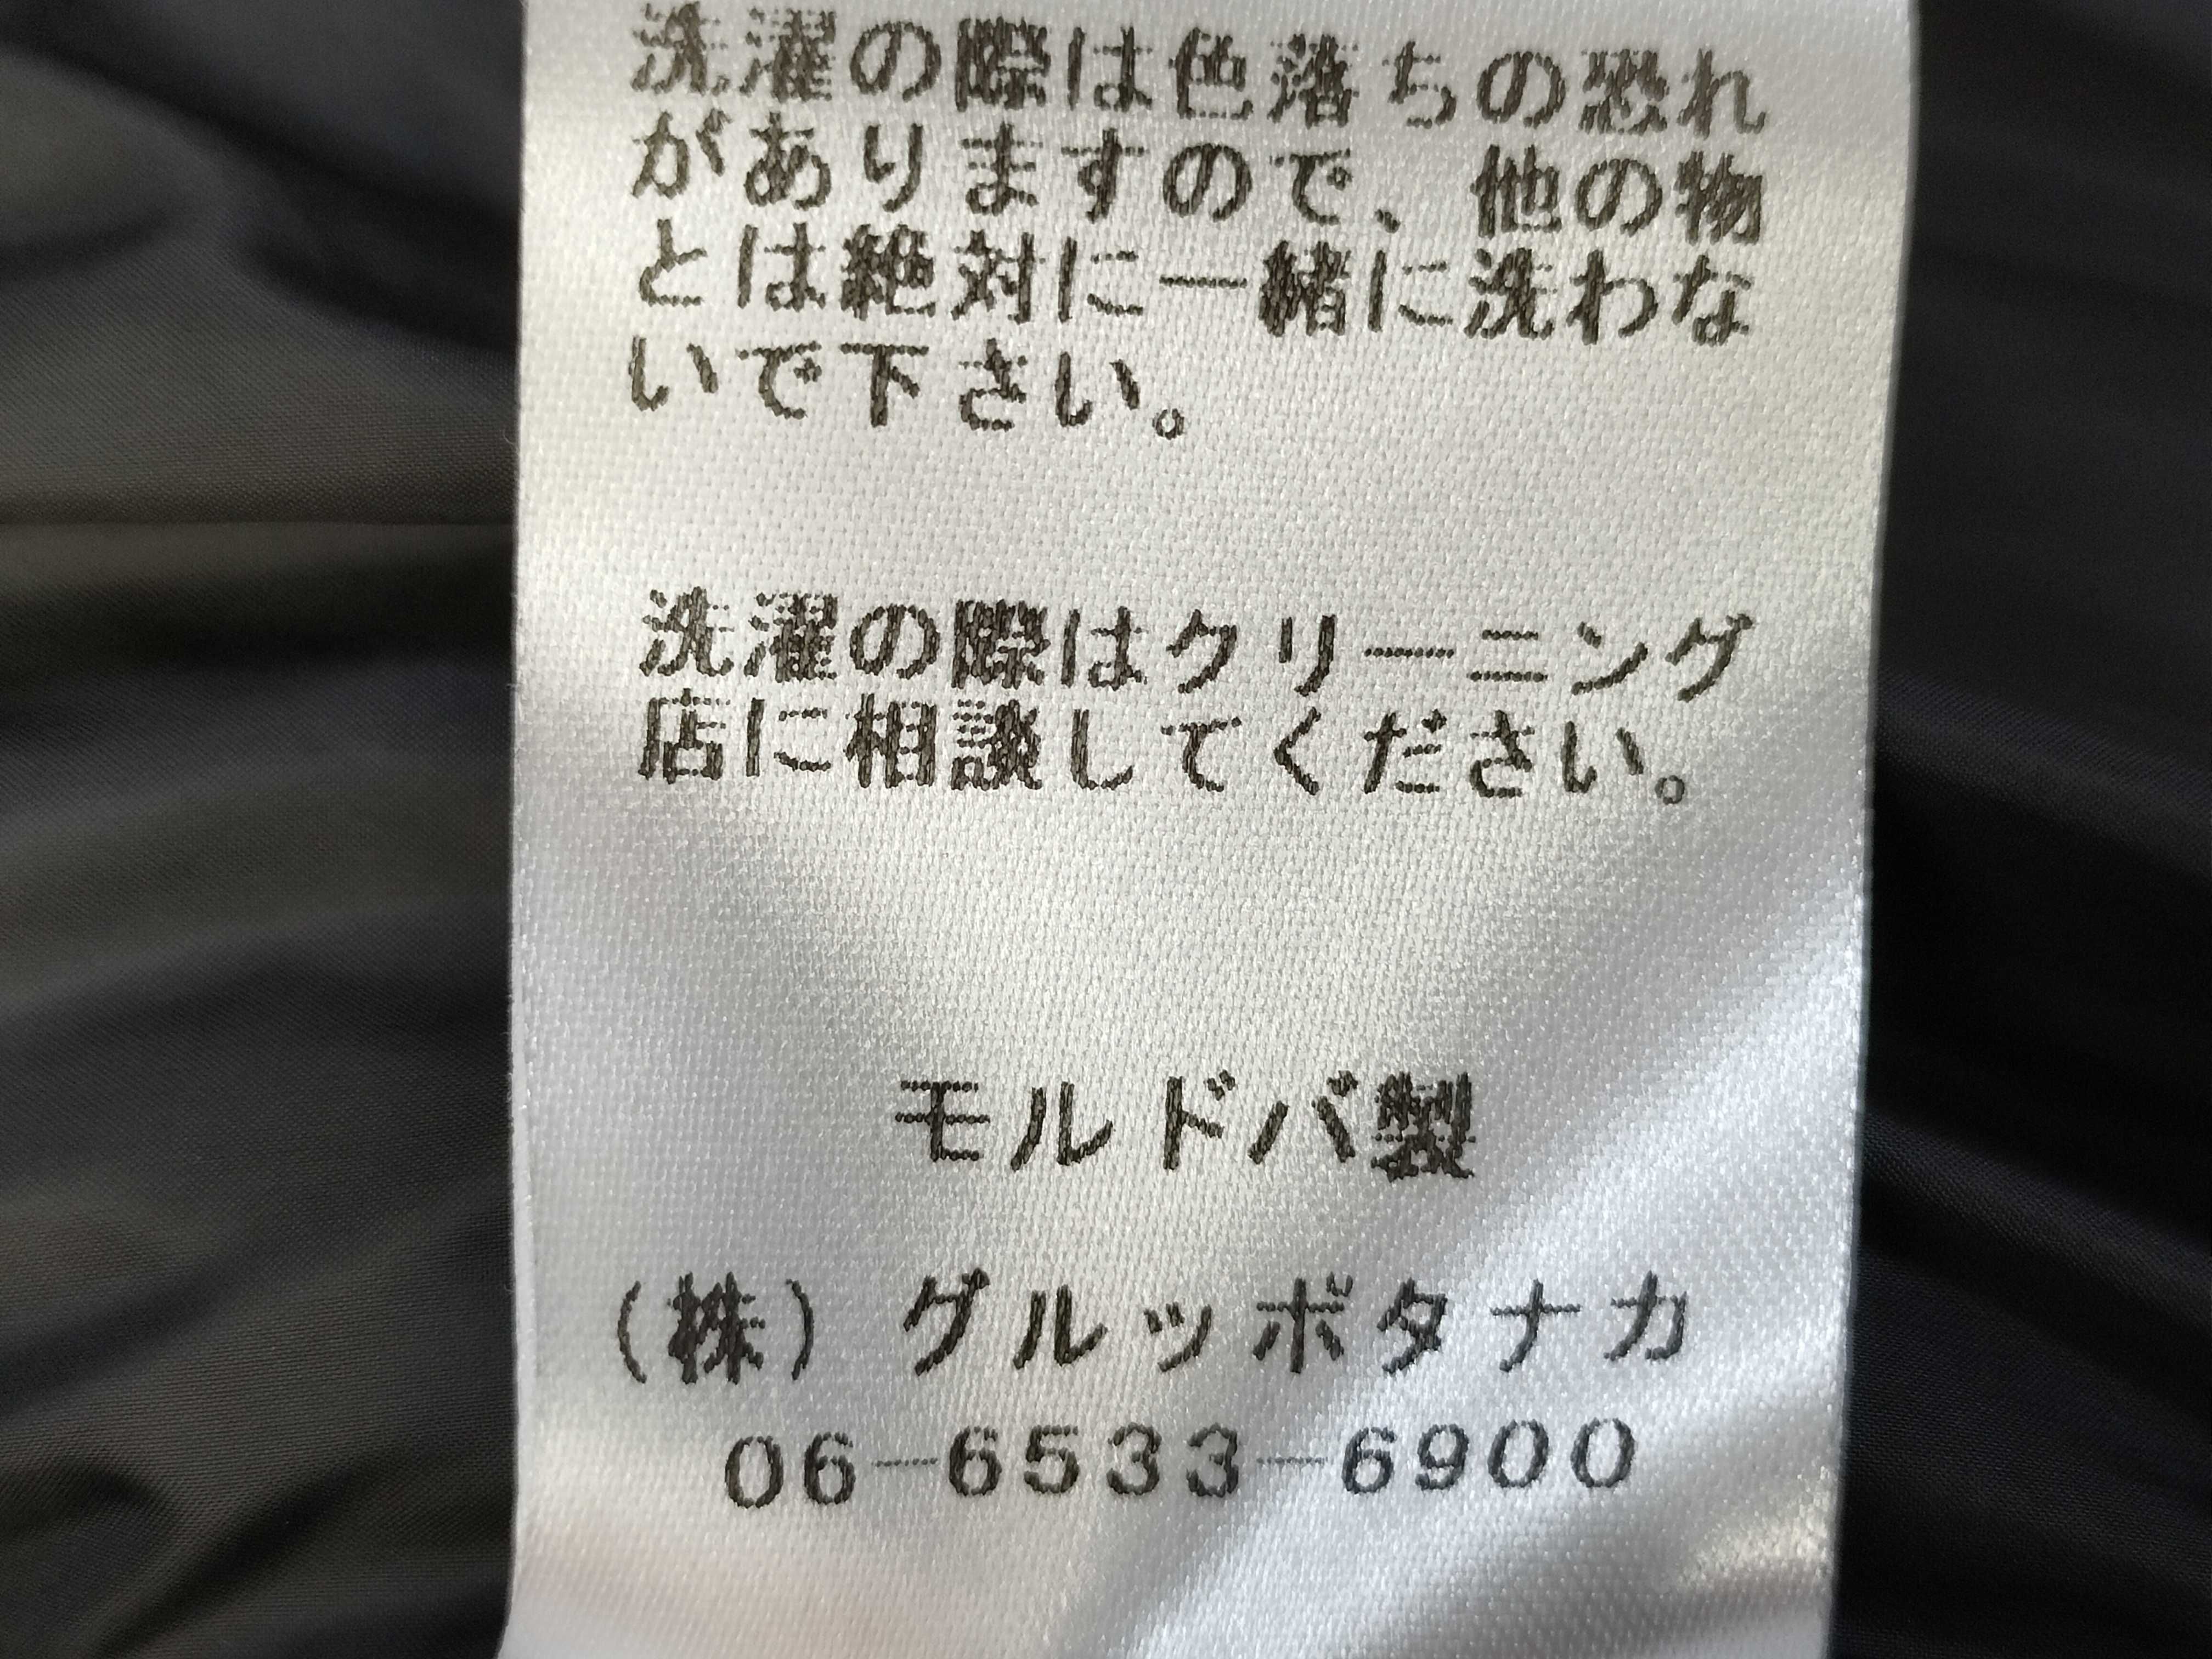 洗濯の際は色落ちの恐れ
がありますので、他の物
とは絶対に一緒に洗わな
いで下さい。
洗濯の際はクリーニング
店に相談してください。
モルドバ製
(株) グルッポタナカ
06-6533-6900